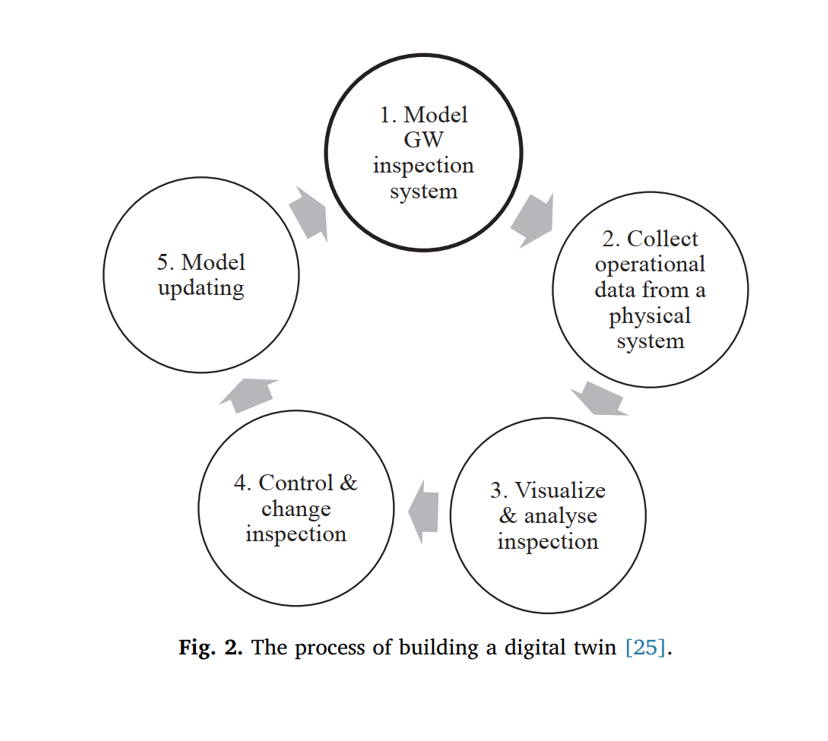 1. Model
GW
inspection
system
2. Collect
operational
data from a
physical
system
3. Visualize
& analyse
inspection
4. Control &
change
inspection
5. Model
updating
Fig. 2. The process of building a digital twin [25].